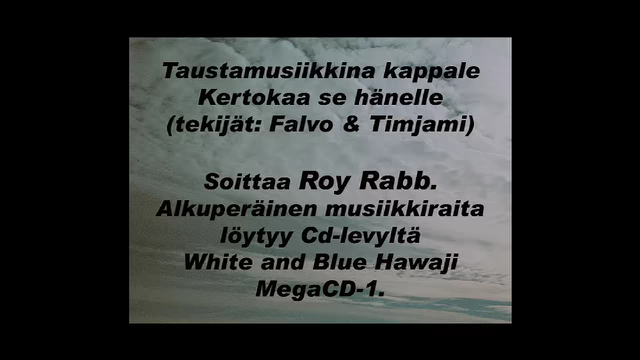 Taustamusiikkina kappale
Kertokaa se hänelle
(tekijät: Falvo & Timjami)
Soittaa Roy Rabb.
Alkuperäinen musiikkiraita
löytyy Cd-levyltä
White and Blue Hawaji
MegaCD-1.